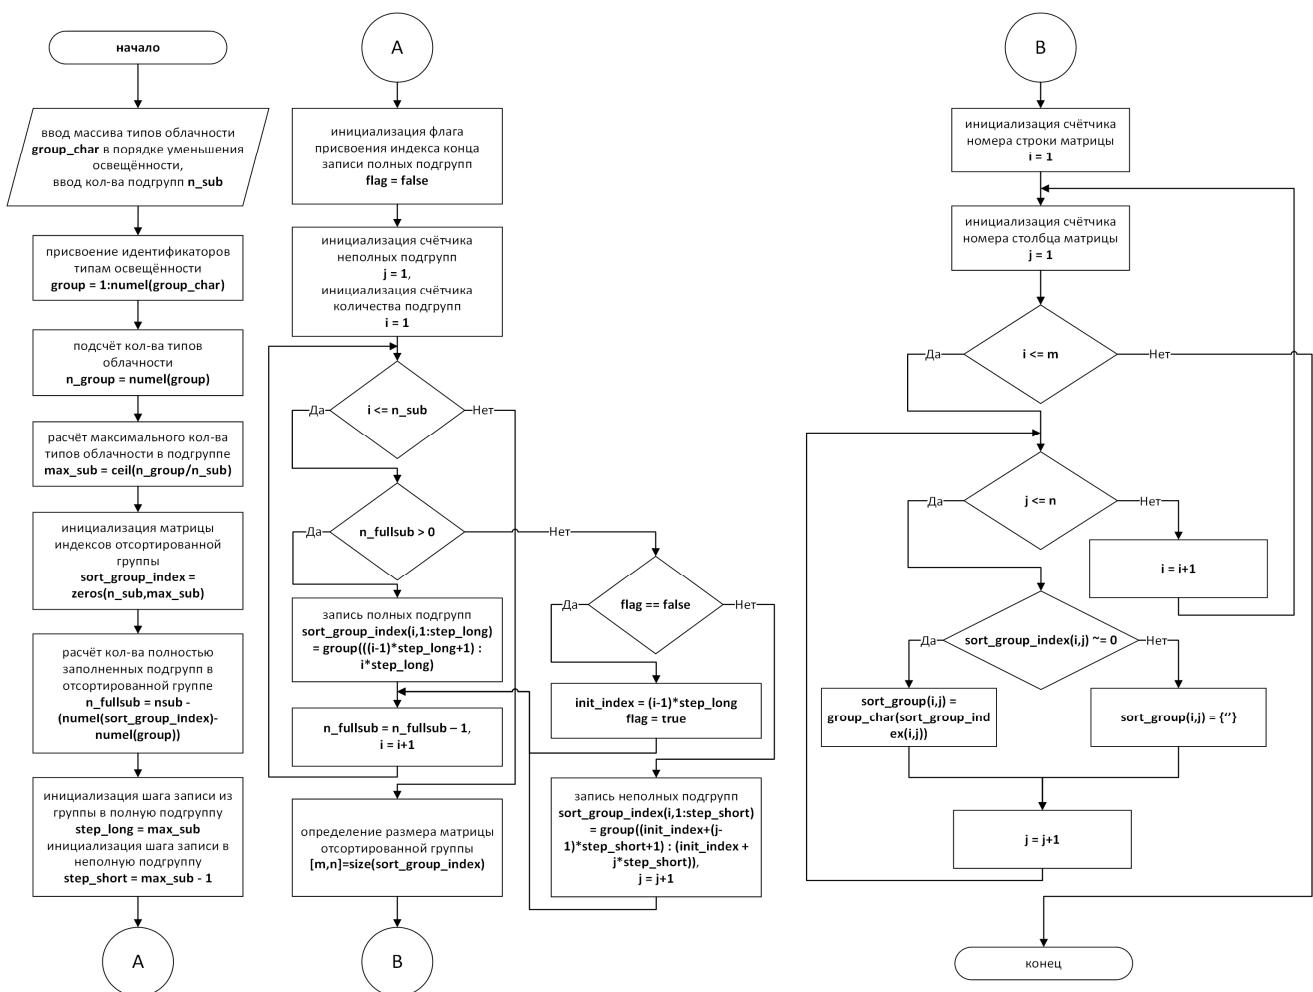 начало
ввод массива типов облачности
group_char в порядке уменьшения
освещённости,
ввод кол-ва подгрупп n_sub
присвоение идентификаторов
типам освещённости
group = 1:numel(group_char)
подсчёт кол-ва типов
облачности
n_group = numel(group)
расчёт максимального кол-ва
типов облачности в подгруппе
max_sub = ceil(n_group/n_sub)
инициализация матрицы
индексов отсортированной
группы
sort_group_index =
zeros(n_sub,max_sub)
расчёт кол-ва полностью
заполненных подгрупп в
отсортированной группе
n_fullsub = nsub -
(numel(sort_group_index)-
numel(group))
инициализация шага записи из
группы в полную подгруппу
step_long = max_sub
инициализация шага записи в
неполную подгруппу
step_short = max_sub - 1
A
A
инициализация флага
присвоения индекса конца
записи полных подгрупп
flag = false
инициализация счётчика
неполных подгрупп
j = 1,
инициализация счётчика
количества подгрупп
i = 1
i <= n_sub
Да
Нет
n_fullsub > 0
Да
Нет
запись полных подгрупп
sort_group_index(i,1:step_long)
= group(((i-1)*step_long+1) :
i*step_long)
n_fullsub = n_fullsub – 1,
i = i+1
flag == false
Да
Нет
init_index = (i-1)*step_long
flag = true
запись неполных подгрупп
sort_group_index(i,1:step_short)
= group((init_index+(j-
1)*step_short+1) : (init_index +
j*step_short)),
j = j+1
определение размера матрицы
отсортированной группы
[m,n]=size(sort_group_index)
B
B
инициализация счётчика
номера строки матрицы
i = 1
инициализация счётчика
номера столбца матрицы
j = 1
i <= m
Да
Нет
j <= n
Да
Нет
i = i+1
sort_group_index(i,j) ~= 0
Да
Нет
sort_group(i,j) =
group_char(sort_group_ind
ex(i,j))
sort_group(i,j) = {‘’}
j = j+1
конец